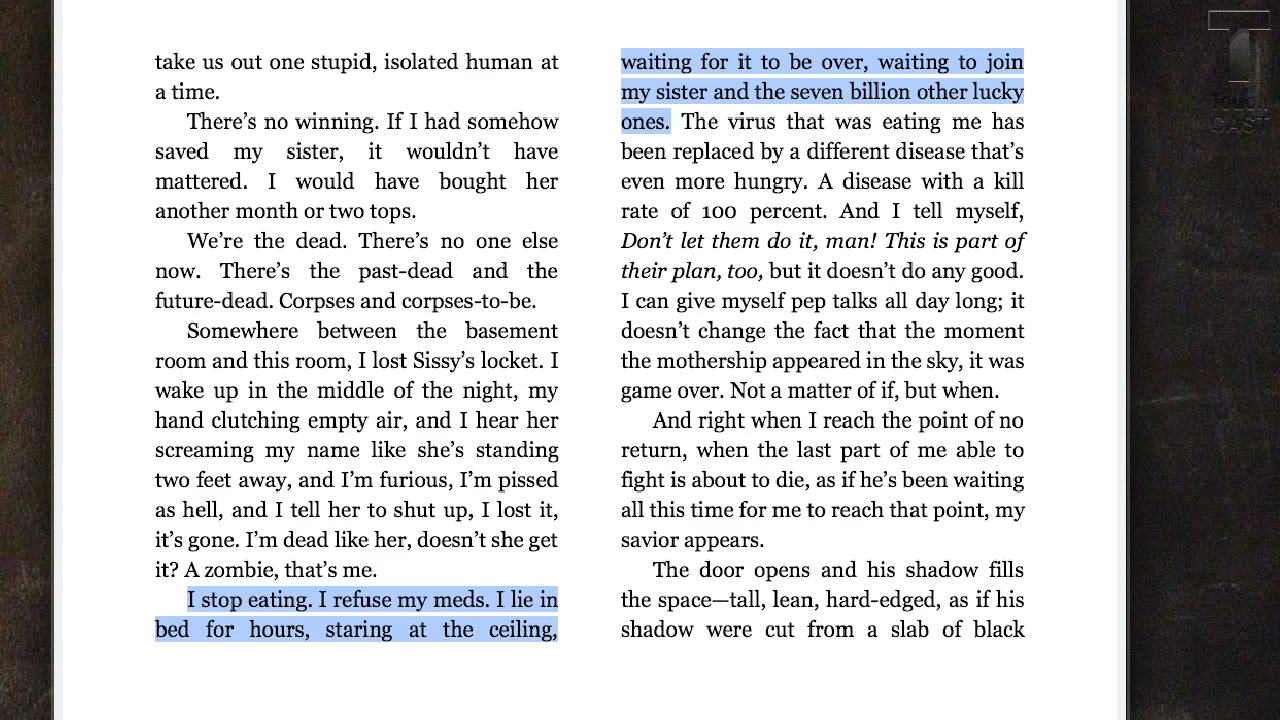 take us out one stupid, isolated human at
a time.
There’s no winning. If I had somehow
saved my sister, it wouldn’t have
mattered. I would have bought her
another month or two tops.
We’re the dead. There’s no one else
now. There’s the past-dead and the
future-dead. Corpses and corpses-to-be.
Somewhere between the basement
room and this room, I lost Sissy’s locket. I
wake up in the middle of the night, my
hand clutching empty air, and I hear her
screaming my name like she’s standing
two feet away, and I’m furious, I’m pissed
as hell, and I tell her to shut up, I lost it,
it’s gone. I’m dead like her, doesn’t she get
it? A zombie, that’s me.
I stop eating. I refuse my meds. I lie in
bed for hours, staring at the ceiling,
waiting for it to be over, waiting to join
my sister and the seven billion other lucky
ones. The virus that was eating me has
been replaced by a different disease that’s
even more hungry. A disease with a kill
rate of 100 percent. And I tell myself,
Don’t let them do it, man! This is part of
their plan, too, but it doesn’t do any good.
I can give myself pep talks all day long; it
doesn’t change the fact that the moment
the mothership appeared in the sky, it was
game over. Not a matter of if, but when.
And right when I reach the point of no
return, when the last part of me able to
fight is about to die, as if he’s been waiting
all this time for me to reach that point, my
savior appears.
The door opens and his shadow fills
the space—tall, lean, hard-edged, as if his
shadow were cut from a slab of black
Touch
CAST